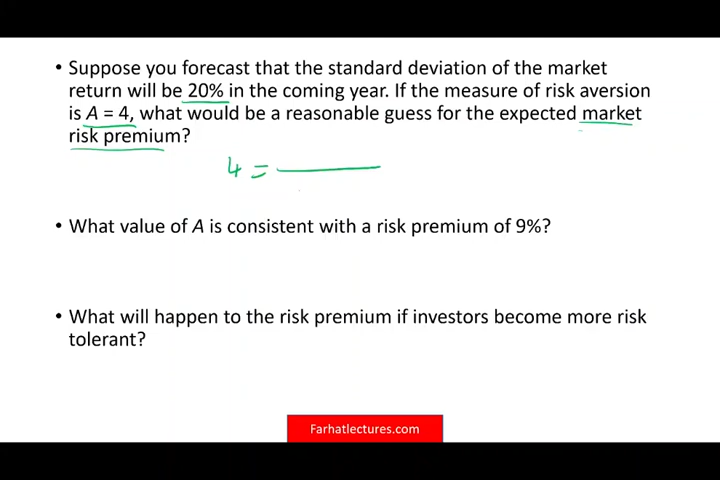 • Suppose you forecast that the standard deviation of the market
return will be 20% in the coming year. If the measure of risk aversion
is A = 4, what would be a reasonable guess for the expected market
risk premium?
4 =
• What value of A is consistent with a risk premium of 9%?
• What will happen to the risk premium if investors become more risk
tolerant?
Farhatlectures.com